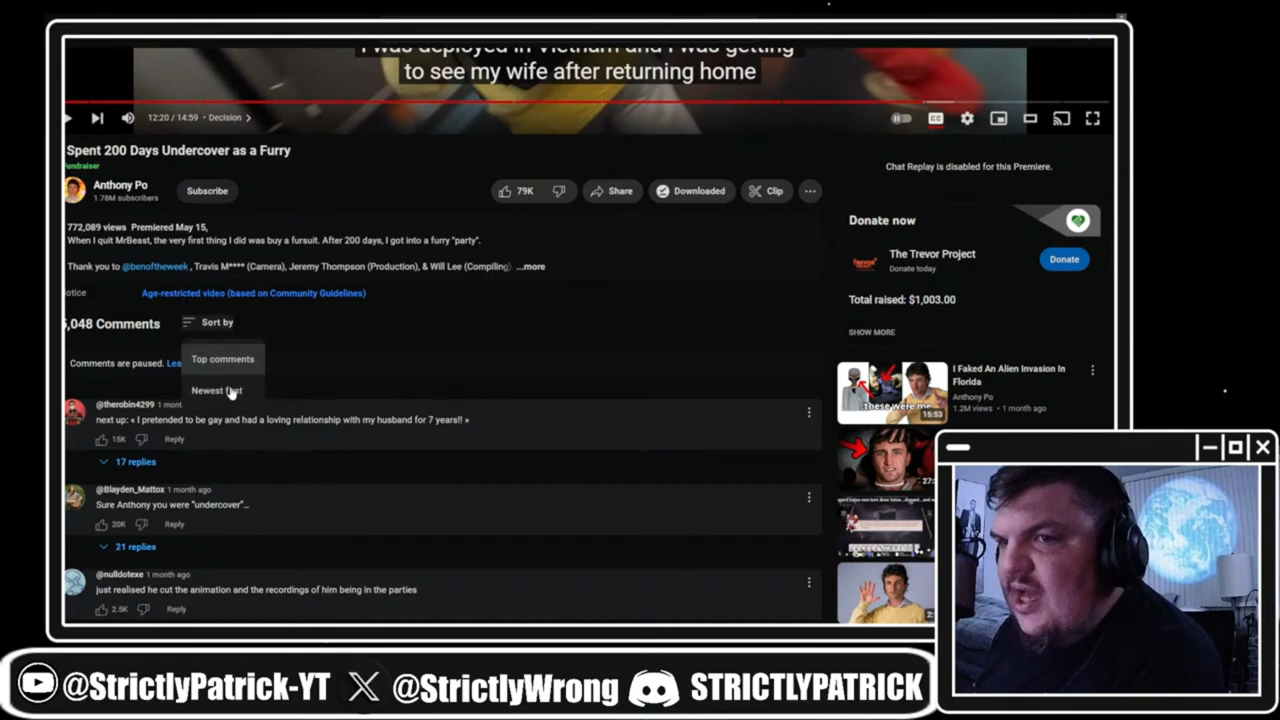 I was deployed in Vietnam and I was getting
to see my wife after returning home
12:20 / 14:59 • Decision
CC
Spent 200 Days Undercover as a Furry
undraiser
Anthony Po
1.78M subscribers
Subscribe
79K
Share
Downloaded
Clip
772,089 views Premiered May 15,
When I quit MrBeast, the very first thing I did was buy a fursuit. After 200 days, I got into a furry "party".
Thank you to @benoftheweek , Travis M**** (Camera), Jeremy Thompson (Production), & Will Lee (Compiling) ...more
otice
Age-restricted video (based on Community Guidelines)
5,048 Comments
Sort by
Top comments
Newest first
Comments are paused. Lea
@therobin4299 1 mont
next up: « I pretended to be gay and had a loving relationship with my husband for 7 years!! »
15K
Reply
17 replies
@Blayden_Mattox 1 month ago
Sure Anthony you were "undercover"...
20K
Reply
21 replies
@nulldotexe 1 month ago
just realised he cut the animation and the recordings of him being in the parties
2.5K
Reply
Chat Replay is disabled for this Premiere.
Donate now
The Trevor Project
Donate today
Donate
Total raised: $1,003.00
SHOW MORE
I Faked An Alien Invasion In
Florida
Anthony Po
1.2M views • 1 month ago
these were me
15:53
@StrictlyPatrick-YT
@StrictlyWrong
STRICTLYPATRICK